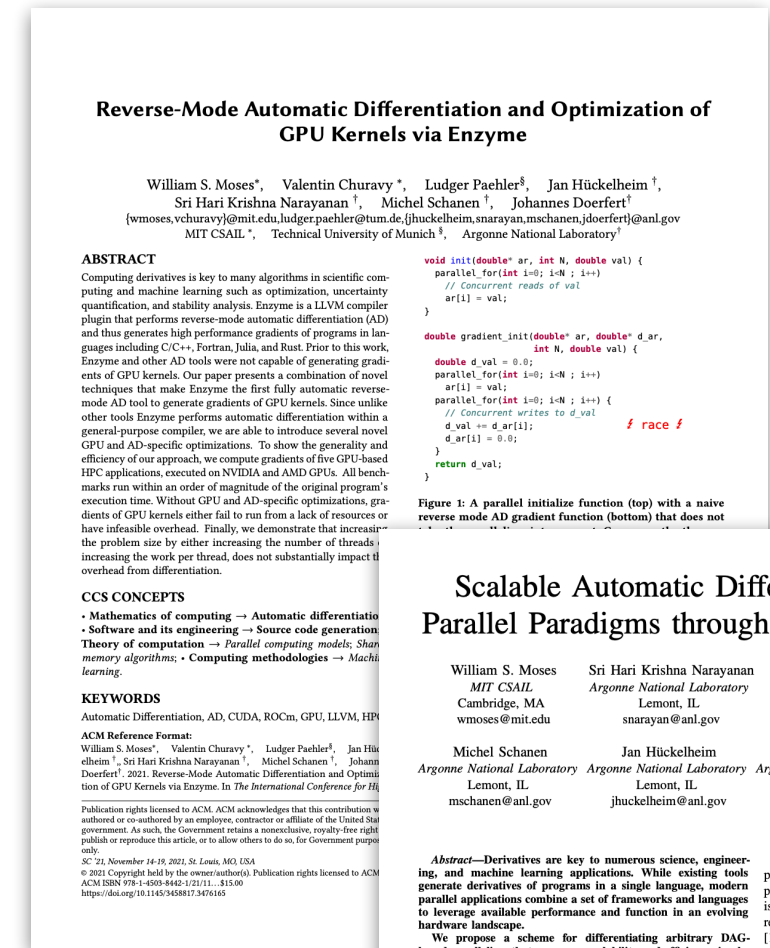 Reverse-Mode Automatic Differentiation and Optimization of
GPU Kernels via Enzyme
William S. Moses*, Valentin Churavy *, Ludger Paehler§, Jan Hückelheim †,
Sri Hari Krishna Narayanan †, Michel Schanen †, Johannes Doerfert†
{wmoses,vchuravy}@mit.edu,ludger.paehler@tum.de,{jhuckelheim,snarayan,mschanen,jdoerfert}@anl.gov
MIT CSAIL *, Technical University of Munich §, Argonne National Laboratory†
ABSTRACT
Computing derivatives is key to many algorithms in scientific com-
puting and machine learning such as optimization, uncertainty
quantification, and stability analysis. Enzyme is a LLVM compiler
plugin that performs reverse-mode automatic differentiation (AD)
and thus generates high performance gradients of programs in lan-
guages including C/C++, Fortran, Julia, and Rust. Prior to this work,
Enzyme and other AD tools were not capable of generating gradi-
ents of GPU kernels. Our paper presents a combination of novel
techniques that make Enzyme the first fully automatic reverse-
mode AD tool to generate gradients of GPU kernels. Since unlike
other tools Enzyme performs automatic differentiation within a
general-purpose compiler, we are able to introduce several novel
GPU and AD-specific optimizations. To show the generality and
efficiency of our approach, we compute gradients of five GPU-based
HPC applications, executed on NVIDIA and AMD GPUs. All bench-
marks run within an order of magnitude of the original program's
execution time. Without GPU and AD-specific optimizations, gra-
dients of GPU kernels either fail to run from a lack of resources or
have infeasible overhead. Finally, we demonstrate that increasing
the problem size by either increasing the number of threads
increasing the work per thread, does not substantially impact
overhead from differentiation.
CCS CONCEPTS
• Mathematics of computing → Automatic differentiatio
• Software and its engineering → Source code generation;
Theory of computation → Parallel computing models; Shar
memory algorithms; • Computing methodologies → Machi
learning.
KEYWORDS
Automatic Differentiation, AD, CUDA, ROCm, GPU, LLVM, HPC
ACM Reference Format:
William S. Moses*, Valentin Churavy *, Ludger Paehler§, Jan Hüc
elheim †,, Sri Hari Krishna Narayanan †, Michel Schanen †, Johann
Doerfert†. 2021. Reverse-Mode Automatic Differentiation and Optimiz
tion of GPU Kernels via Enzyme. In The International Conference for Hi
Publication rights licensed to ACM. ACM acknowledges that this contribution w
authored or co-authored by an employee, contractor or affiliate of the United Stat
government. As such, the Government retains a nonexclusive, royalty-free right
publish or reproduce this article, or to allow others to do so, for Government purpos
only.
SC '21, November 14-19, 2021, St. Louis, MO, USA
© 2021 Copyright held by the owner/author(s). Publication rights licensed to ACM
ACM ISBN 978-1-4503-8442-1/21/11...$15.00
https://doi.org/10.1145/3458817.3476165
void init(double* ar, int N, double val) {
parallel_for(int i=0; i<N ; i++)
// Concurrent reads of val
ar[i] = val;
}
double gradient_init(double* ar, double* d_ar,
int N, double val) {
double d_val = 0.0;
parallel_for(int i=0; i<N ; i++)
ar[i] = val;
parallel_for(int i=0; i<N ; i++) {
// Concurrent writes to d_val
d_val += d_ar[i]; ⚡ race ⚡
d_ar[i] = 0.0;
}
return d_val;
}
Figure 1: A parallel initialize function (top) with a naive
reverse mode AD gradient function (bottom) that does not
Scalable Automatic Diffe
Parallel Paradigms through
William S. Moses
MIT CSAIL
Cambridge, MA
wmoses@mit.edu
Sri Hari Krishna Narayanan
Argonne National Laboratory
Lemont, IL
snarayan@anl.gov
Michel Schanen
Argonne National Laboratory
Lemont, IL
mschanen@anl.gov
Jan Hückelheim
Argonne National Laboratory
Lemont, IL
jhuckelheim@anl.gov
Abstract—Derivatives are key to numerous science, engineer-
ing, and machine learning applications. While existing tools
generate derivatives of programs in a single language, modern
parallel applications combine a set of frameworks and languages
to leverage available performance and function in an evolving
hardware landscape.
We propose a scheme for differentiating arbitrary DAG-